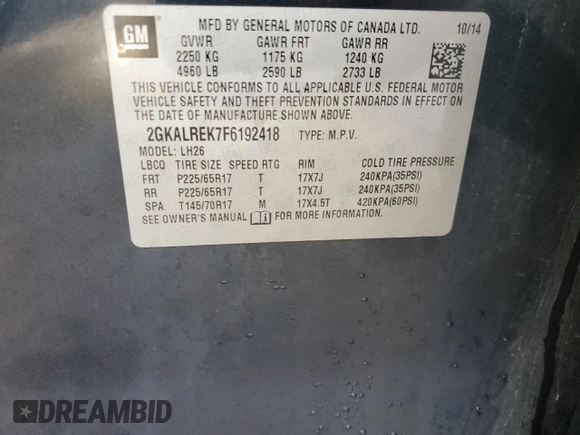 GM
MFD BY GENERAL MOTORS OF CANADA LTD. 10/14
GVWR GAWR FRT GAWR RR
2250 KG 1175 KG 1240 KG
4960 LB 2590 LB 2733 LB
THIS VEHICLE CONFORMS TO ALL APPLICABLE U.S. FEDERAL MOTOR
VEHICLE SAFETY AND THEFT PREVENTION STANDARDS IN EFFECT ON
THE DATE OF MANUFACTURE SHOWN ABOVE.
2GKALREK7F6192418 TYPE: M.P.V.
MODEL: LH26
LBCQ TIRE SIZE SPEED RTG RIM COLD TIRE PRESSURE
FRT P225/65R17 T 17X7J 240KPA(35PSI)
RR P225/65R17 T 17X7J 240KPA(35PSI)
SPA T145/70R17 M 17X4.5T 420KPA(60PSI)
SEE OWNER'S MANUAL FOR MORE INFORMATION.
DREAMBID